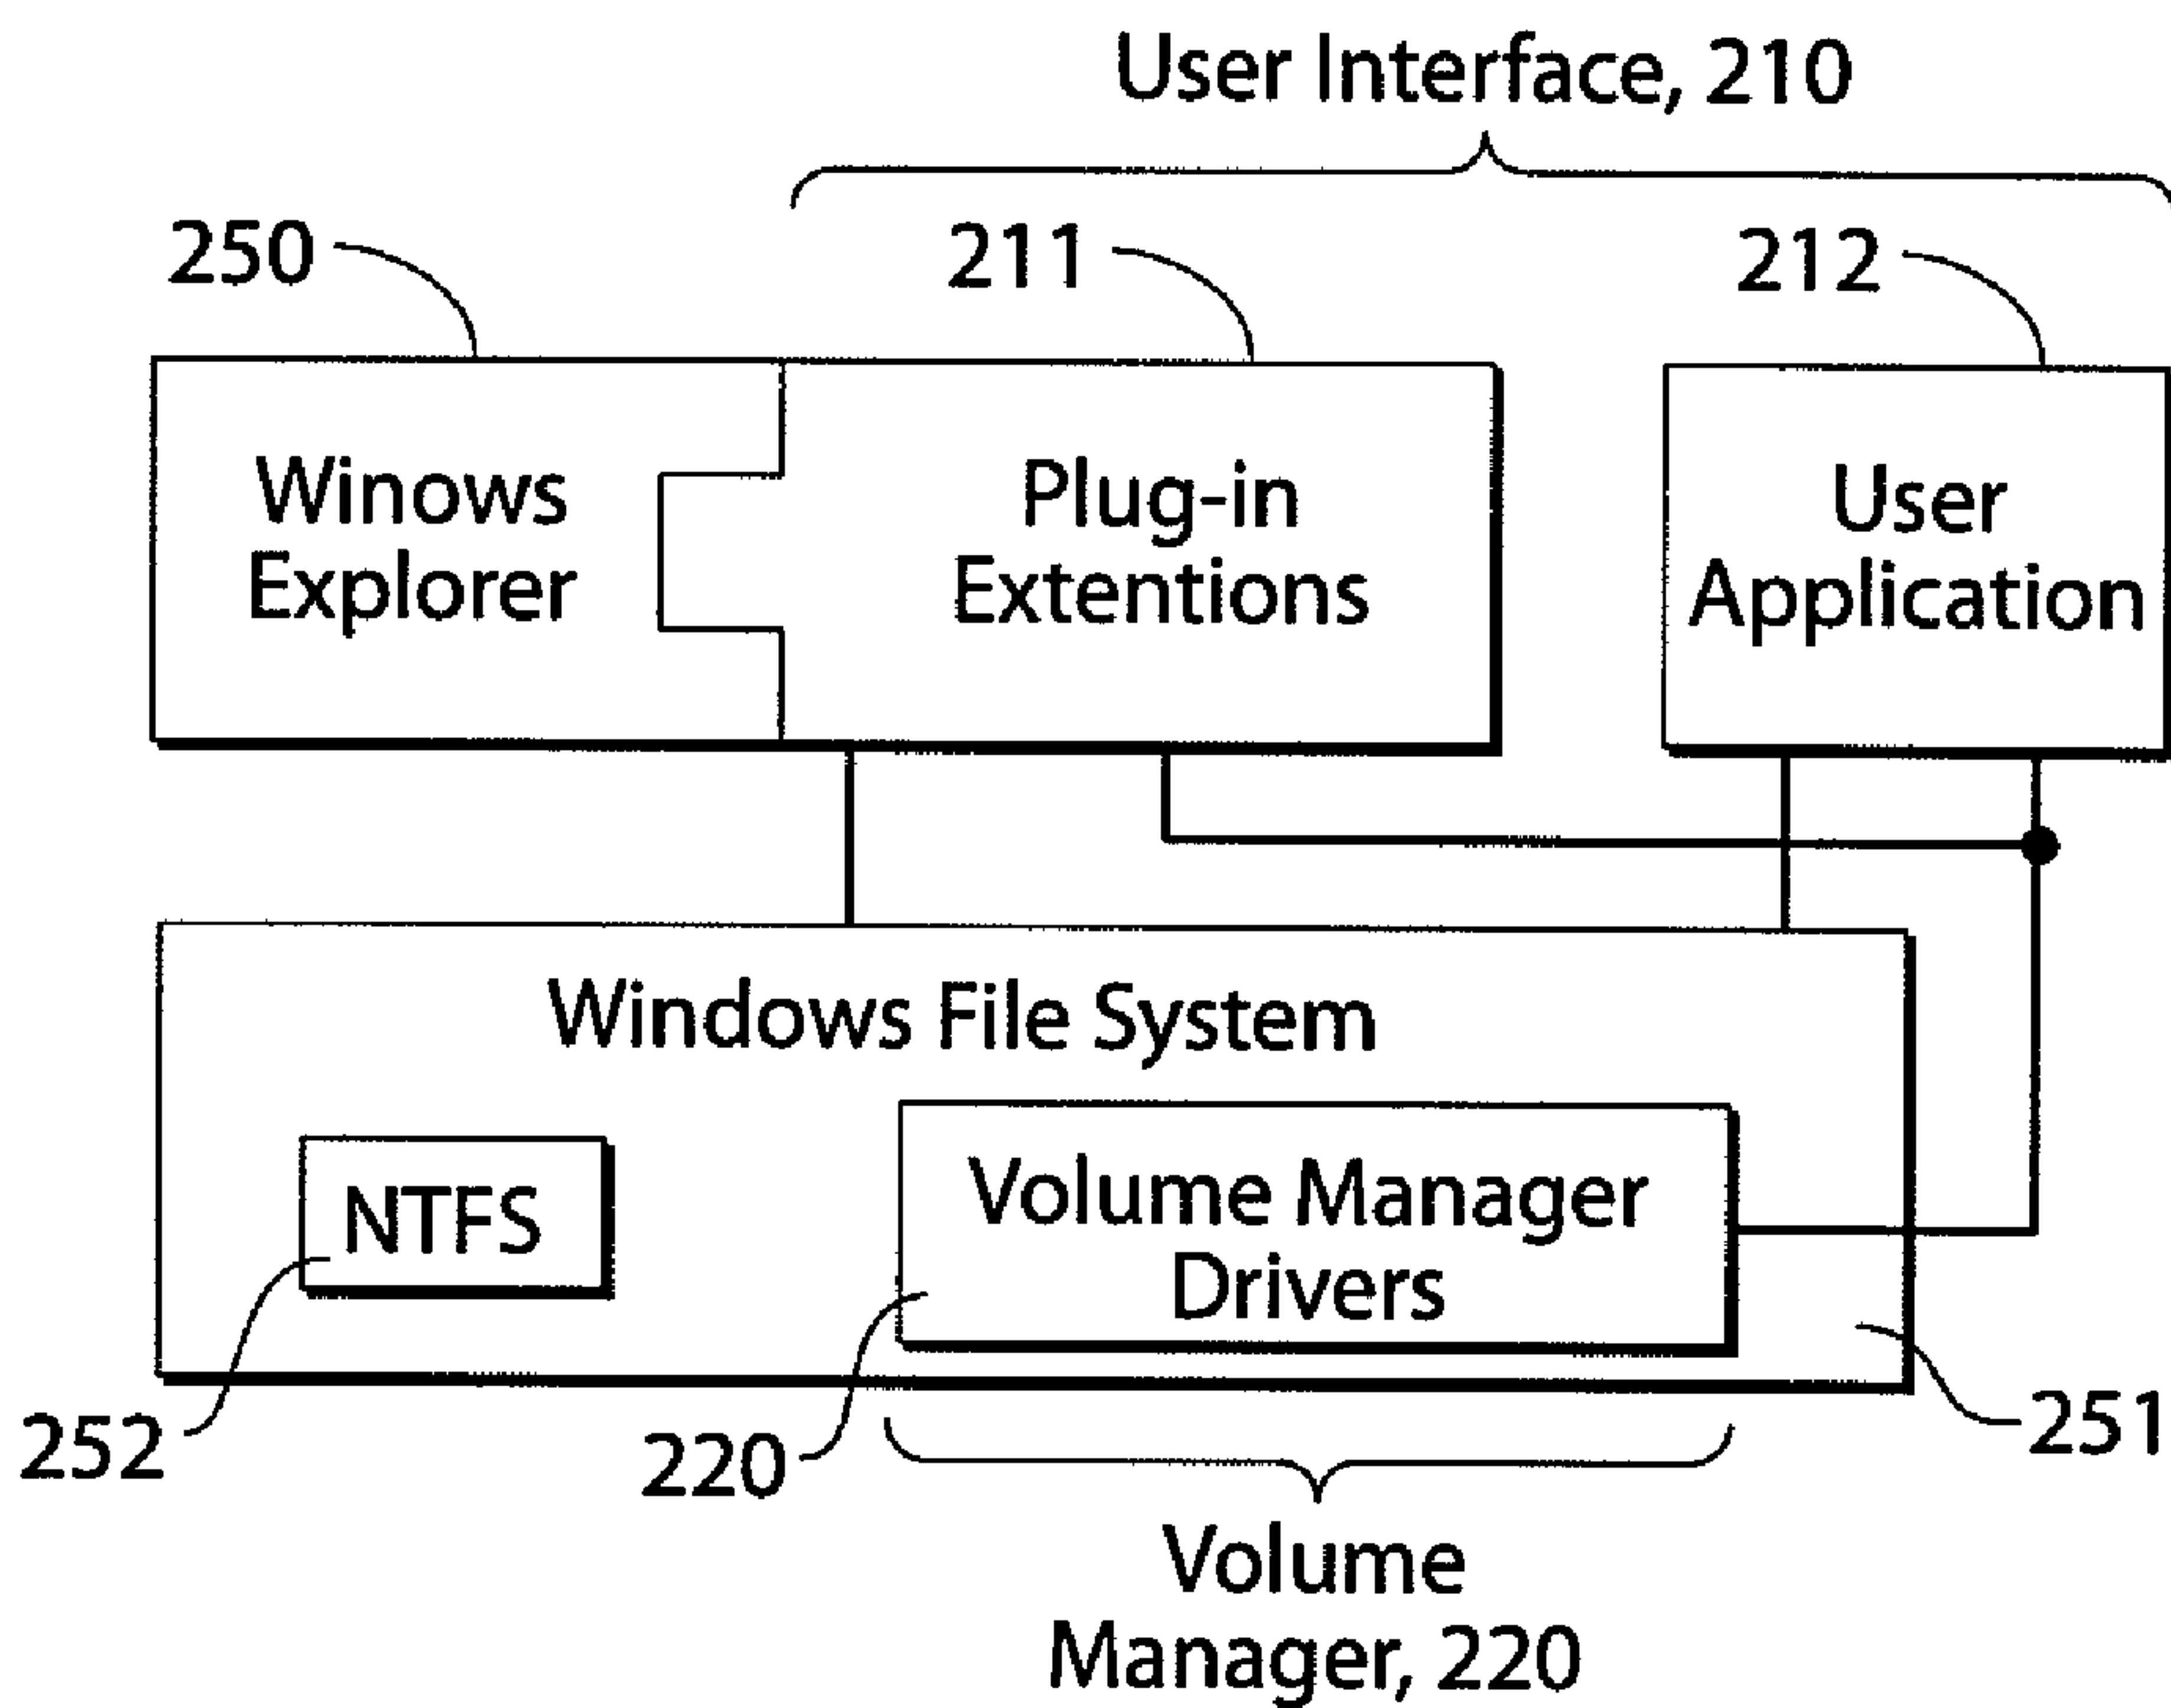 User Interface, 210
250
211
212
Winows
Explorer
Plug-in
Extentions
User
Application
Windows File System
NTFS
Volume Manager
Drivers
252
220
251
Volume
Manager, 220